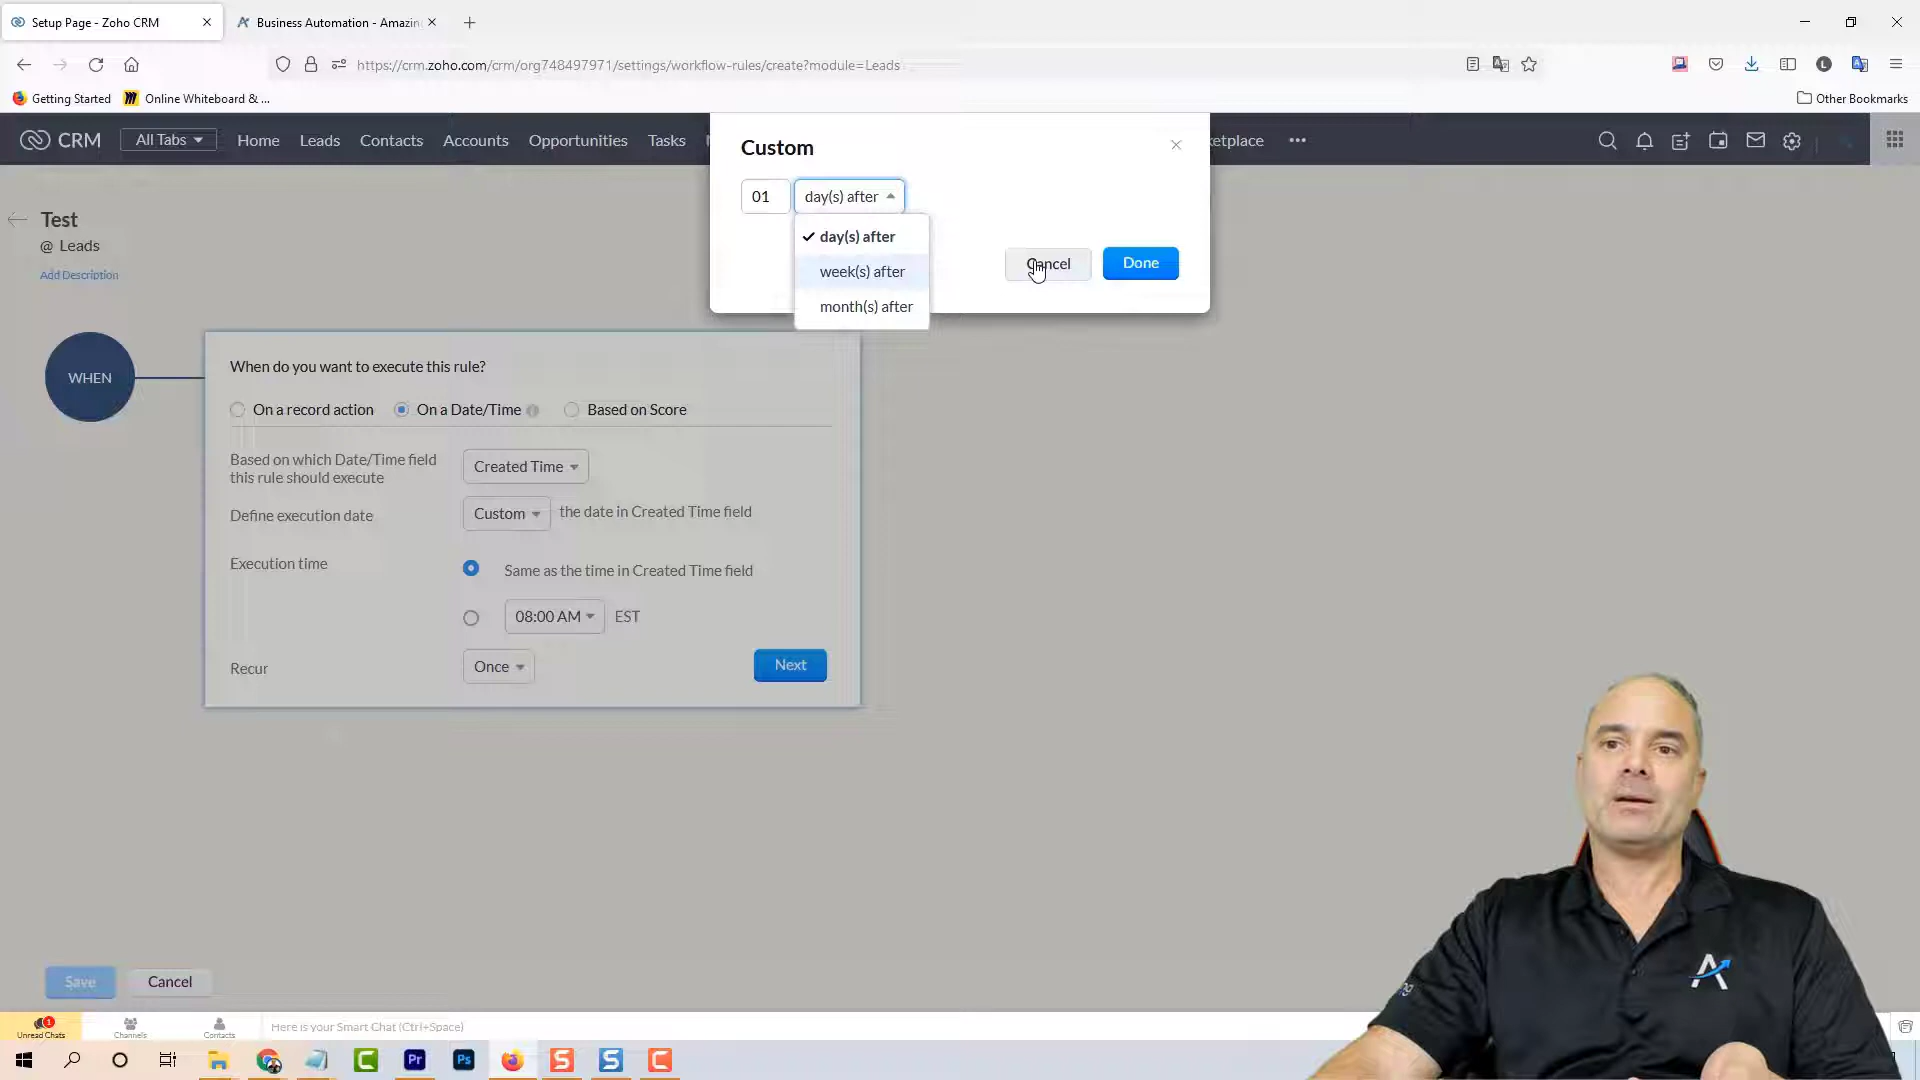 Setup Page - Zoho CRM
Business Automation - Amazin
https://crm.zoho.com/crm/org748497971/settings/workflow-rules/create?module=Leads
Getting Started
Online Whiteboard & ...
Other Bookmarks
CRM
All Tabs
Home
Leads
Contacts
Accounts
Opportunities
Tasks
ketplace
Custom
01
day(s) after
day(s) after
week(s) after
month(s) after
Cancel
Done
Test
@ Leads
Add Description
WHEN
When do you want to execute this rule?
On a record action
On a Date/Time
Based on Score
Based on which Date/Time field
this rule should execute
Created Time
Define execution date
Custom
the date in Created Time field
Execution time
Same as the time in Created Time field
08:00 AM
EST
Recur
Once
Next
Save
Cancel
1
Unread Chats
Channels
Contacts
Here is your Smart Chat (Ctrl+Space)
Pr
Ps